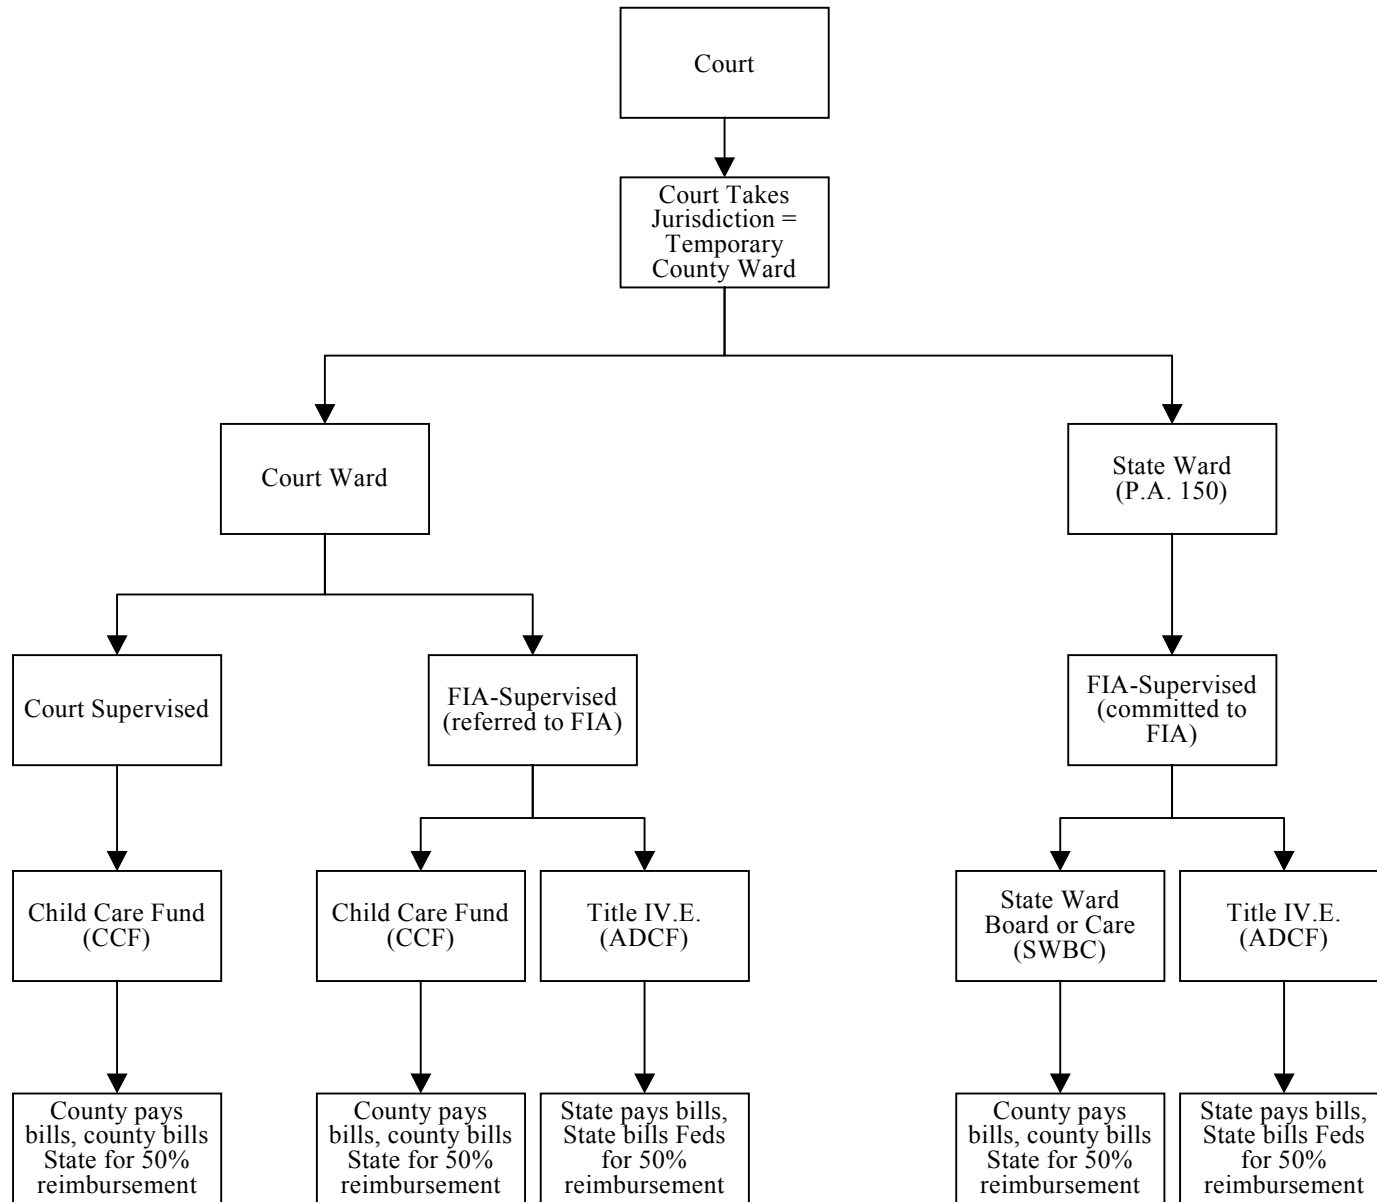 Court
Court Takes
Jurisdiction =
Temporary
County Ward
Court Ward
State Ward
(P.A. 150)
Court Supervised
FIA-Supervised
(referred to FIA)
FIA-Supervised
(committed to
FIA)
Child Care Fund
(CCF)
Child Care Fund
(CCF)
Title IV.E.
(ADCF)
State Ward
Board or Care
(SWBC)
Title IV.E.
(ADCF)
County pays
bills, county bills
State for 50%
reimbursement
County pays
bills, county bills
State for 50%
reimbursement
State pays bills,
State bills Feds
for 50%
reimbursement
County pays
bills, county bills
State for 50%
reimbursement
State pays bills,
State bills Feds
for 50%
reimbursement